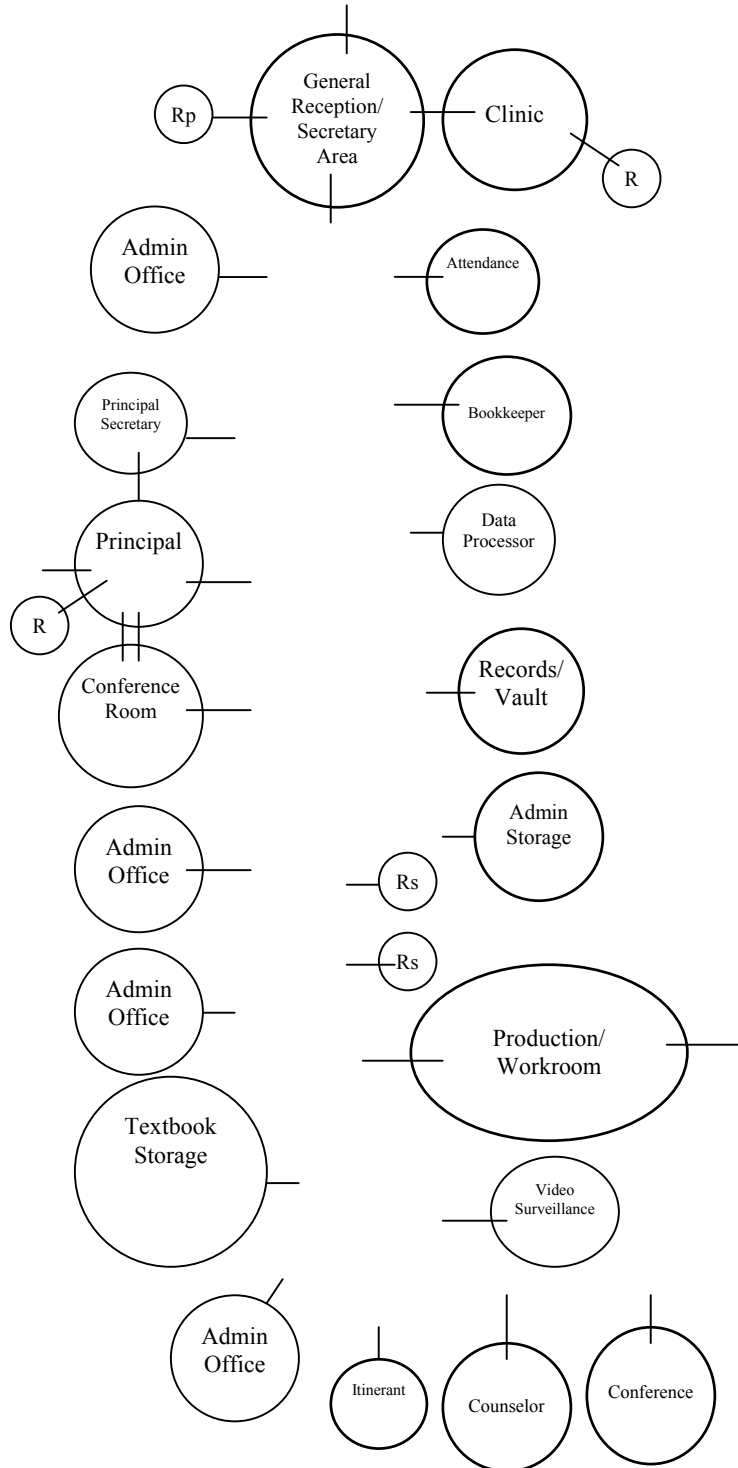 General
Reception/
Secretary
Area
Rp
Clinic
R
Admin
Office
Attendance
Principal
Secretary
Bookkeeper
Principal
Data
Processor
R
Conference
Room
Records/
Vault
Admin
Storage
Admin
Office
Rs
Rs
Admin
Office
Production/
Workroom
Textbook
Storage
Video
Surveillance
Admin
Office
Itinerant
Counselor
Conference